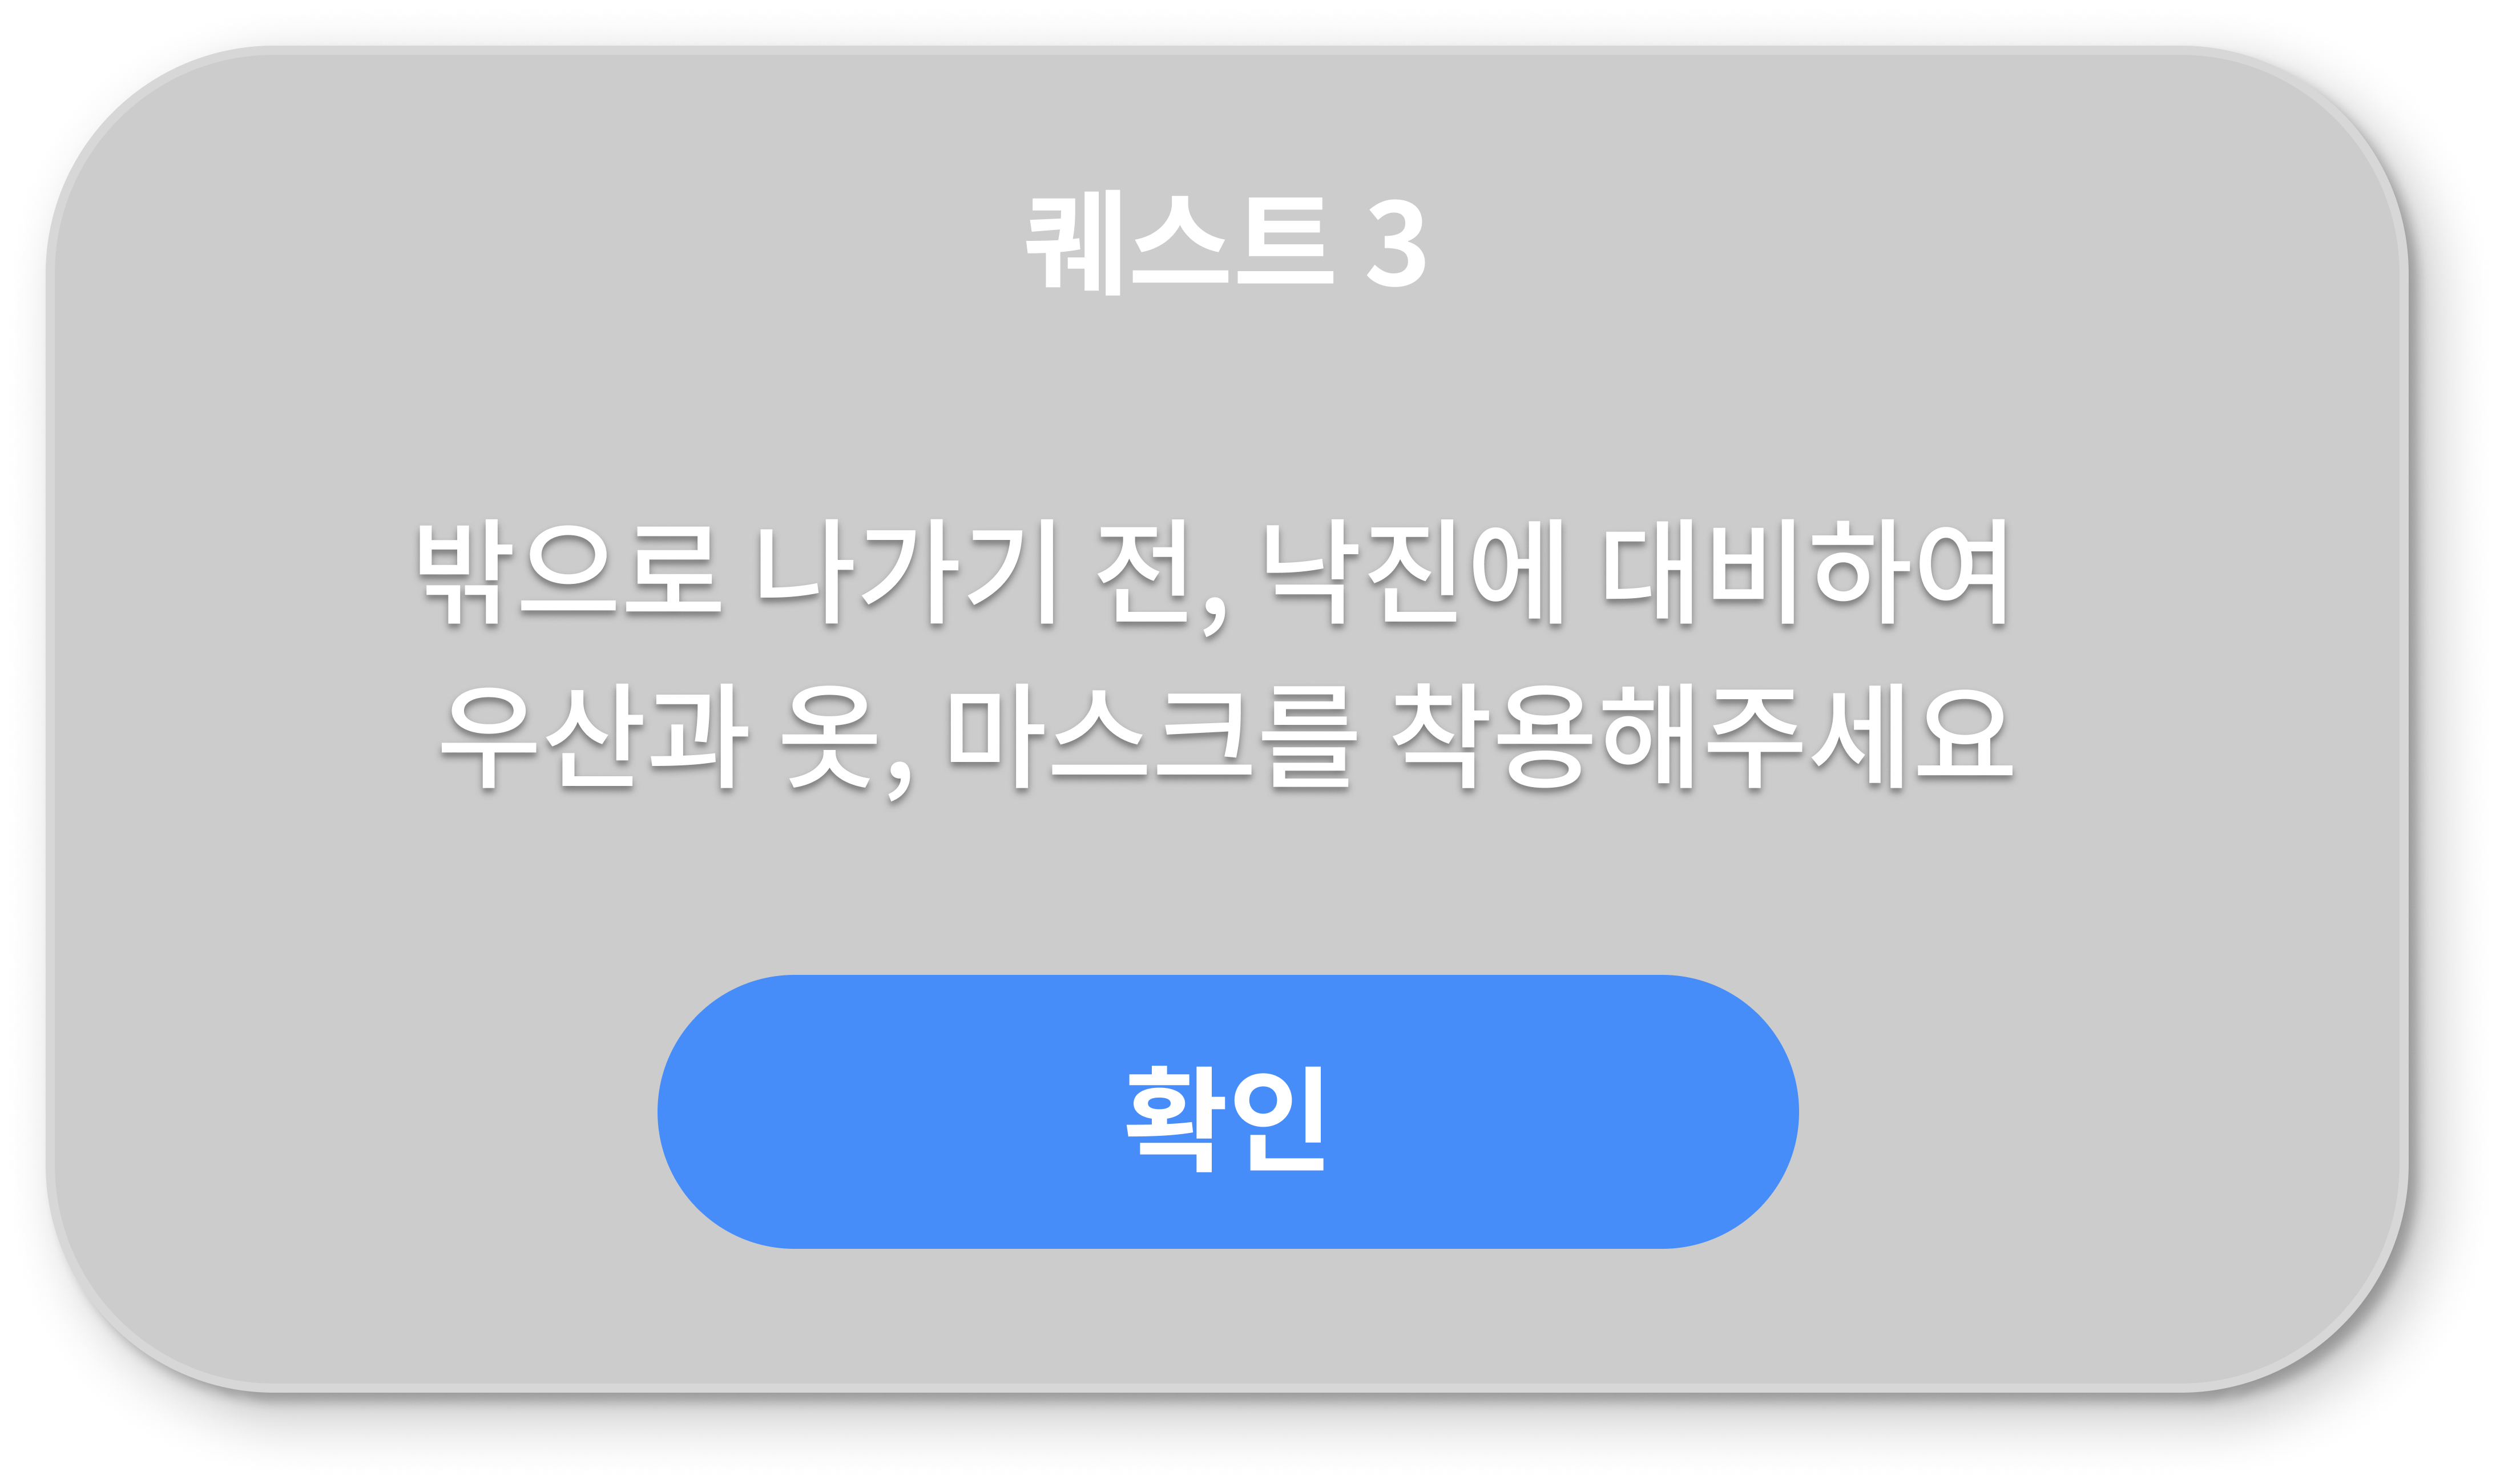 퀘스트 3
밖으로 나가기 전, 낙진에 대비하여
우산과 옷, 마스크를 착용해주세요
확인